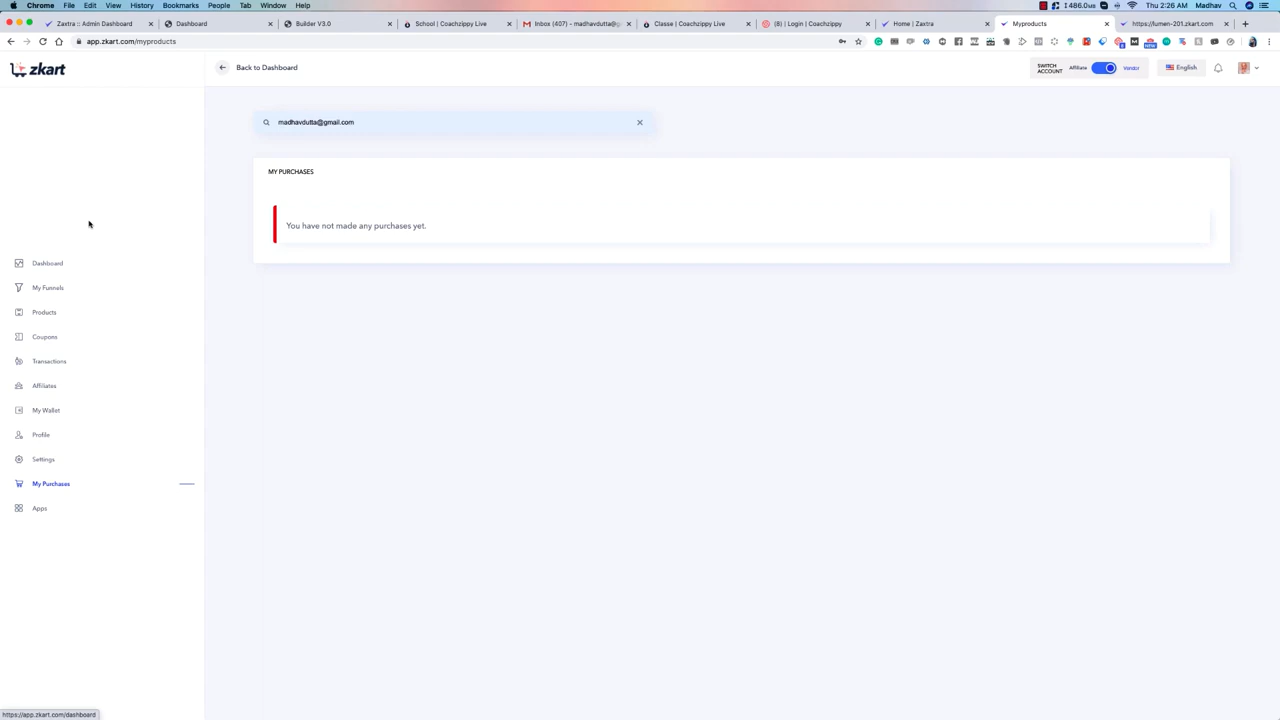 Chrome File Edit View History Bookmarks People Tab Window Help
486.0MB Thu 2:26 AM Madhav
Zaxtra :: Admin Dashboard
Dashboard
Builder V3.0
School | Coachzippy Live
Inbox (407) - madhavdutta@g
Classe | Coachzippy Live
(8) | Login | Coachzippy
Home | Zaxtra
Myproducts
https://lumen-201.zkart.com
app.zkart.com/myproducts
zkart
Back to Dashboard
SWITCH
ACCOUNT
Affiliate
Vendor
English
madhavdutta@gmail.com
MY PURCHASES
You have not made any purchases yet.
Dashboard
My Funnels
Products
Coupons
Transactions
Affiliates
My Wallet
Profile
Settings
My Purchases
Apps
https://app.zkart.com/dashboard